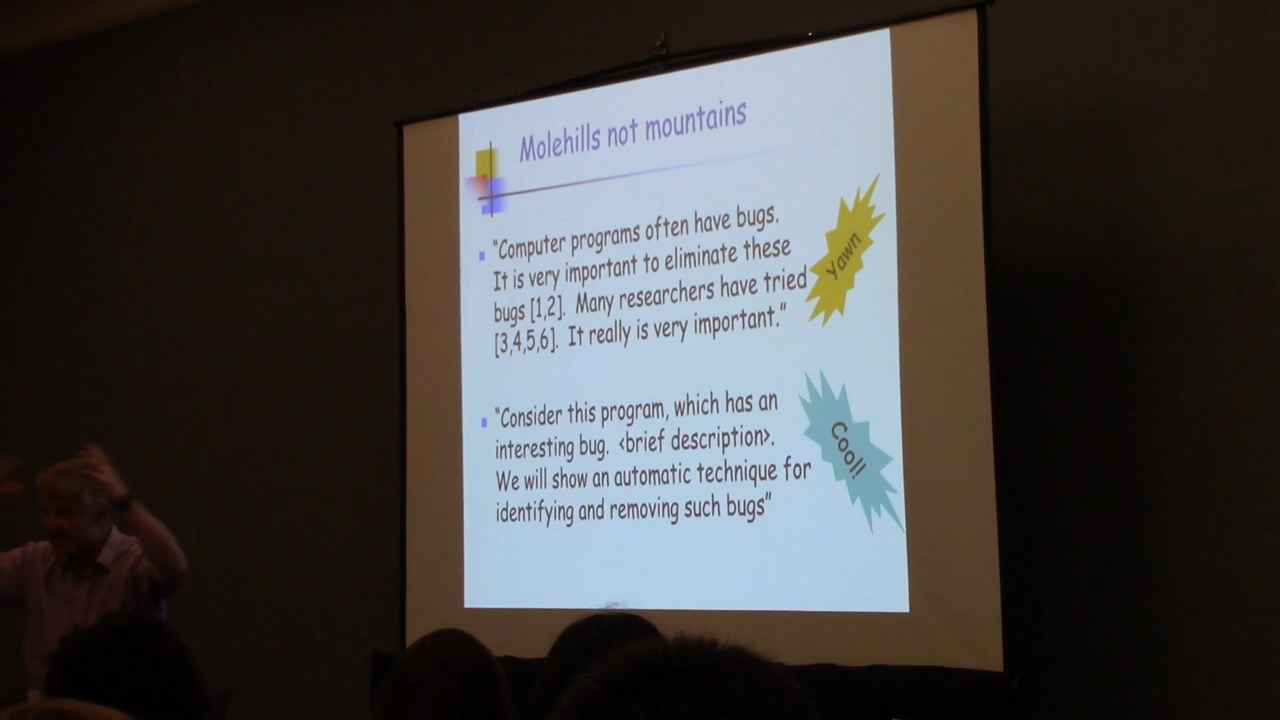 Molehills not mountains
“Computer programs often have bugs.
It is very important to eliminate these
bugs [1,2]. Many researchers have tried
[3,4,5,6]. It really is very important.”
Yawn
“Consider this program, which has an
interesting bug. <brief description>.
We will show an automatic technique for
identifying and removing such bugs”
Cool!